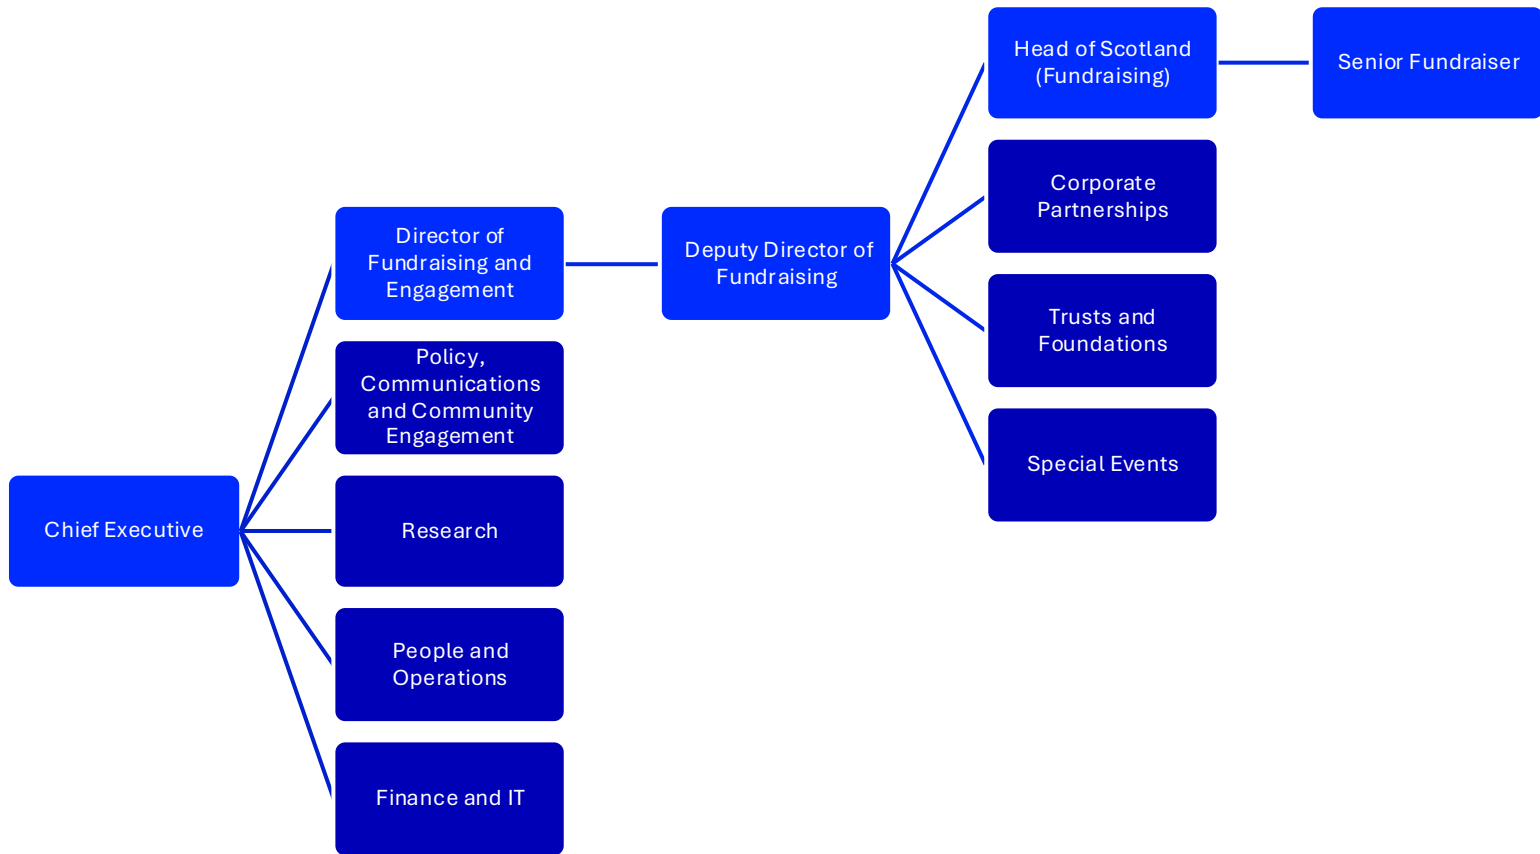 Chief Executive
Director of
Fundraising and
Engagement
Policy,
Communications
and Community
Engagement
Research
People and
Operations
Finance and IT
Deputy Director of
Fundraising
Head of Scotland
(Fundraising)
Corporate
Partnerships
Trusts and
Foundations
Special Events
Senior Fundraiser